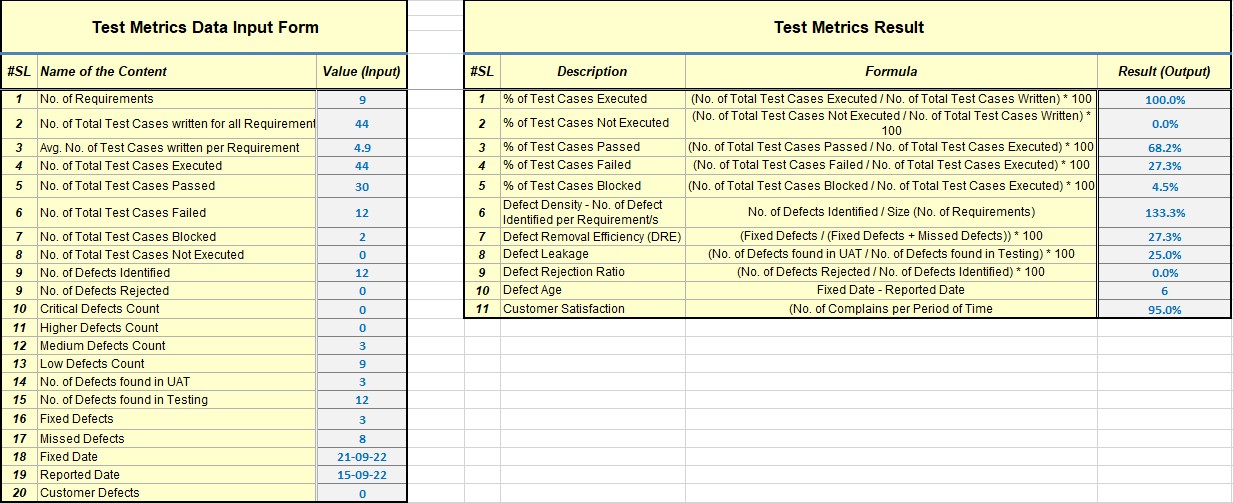 Test Metrics Data Input Form
#SL Name of the Content Value (Input)
1 No. of Requirements 9
2 No. of Total Test Cases written for all Requirement 44
3 Avg. No. of Test Cases written per Requirement 4.9
4 No. of Total Test Cases Executed 44
5 No. of Total Test Cases Passed 30
6 No. of Total Test Cases Failed 12
7 No. of Total Test Cases Blocked 2
8 No. of Total Test Cases Not Executed 0
9 No. of Defects Identified 12
9 No. of Defects Rejected 0
10 Critical Defects Count 0
11 Higher Defects Count 0
12 Medium Defects Count 3
13 Low Defects Count 9
14 No. of Defects found in UAT 3
15 No. of Defects found in Testing 12
16 Fixed Defects 3
17 Missed Defects 8
18 Fixed Date 21-09-22
19 Reported Date 15-09-22
20 Customer Defects 0
Test Metrics Result
#SL Description Formula Result (Output)
1 % of Test Cases Executed (No. of Total Test Cases Executed / No. of Total Test Cases Written) * 100 100.0%
2 % of Test Cases Not Executed (No. of Total Test Cases Not Executed / No. of Total Test Cases Written) *
100 0.0%
3 % of Test Cases Passed (No. of Total Test Cases Passed / No. of Total Test Cases Executed) * 100 68.2%
4 % of Test Cases Failed (No. of Total Test Cases Failed / No. of Total Test Cases Executed) * 100 27.3%
5 % of Test Cases Blocked (No. of Total Test Cases Blocked / No. of Total Test Cases Executed) * 100 4.5%
6 Defect Density - No. of Defect
Identified per Requirement/s No. of Defects Identified / Size (No. of Requirements) 133.3%
7 Defect Removal Efficiency (DRE) (Fixed Defects / (Fixed Defects + Missed Defects)) * 100 27.3%
8 Defect Leakage (No. of Defects found in UAT / No. of Defects found in Testing) * 100 25.0%
9 Defect Rejection Ratio (No. of Defects Rejected / No. of Defects Identified) * 100 0.0%
10 Defect Age Fixed Date - Reported Date 6
11 Customer Satisfaction (No. of Complains per Period of Time 95.0%